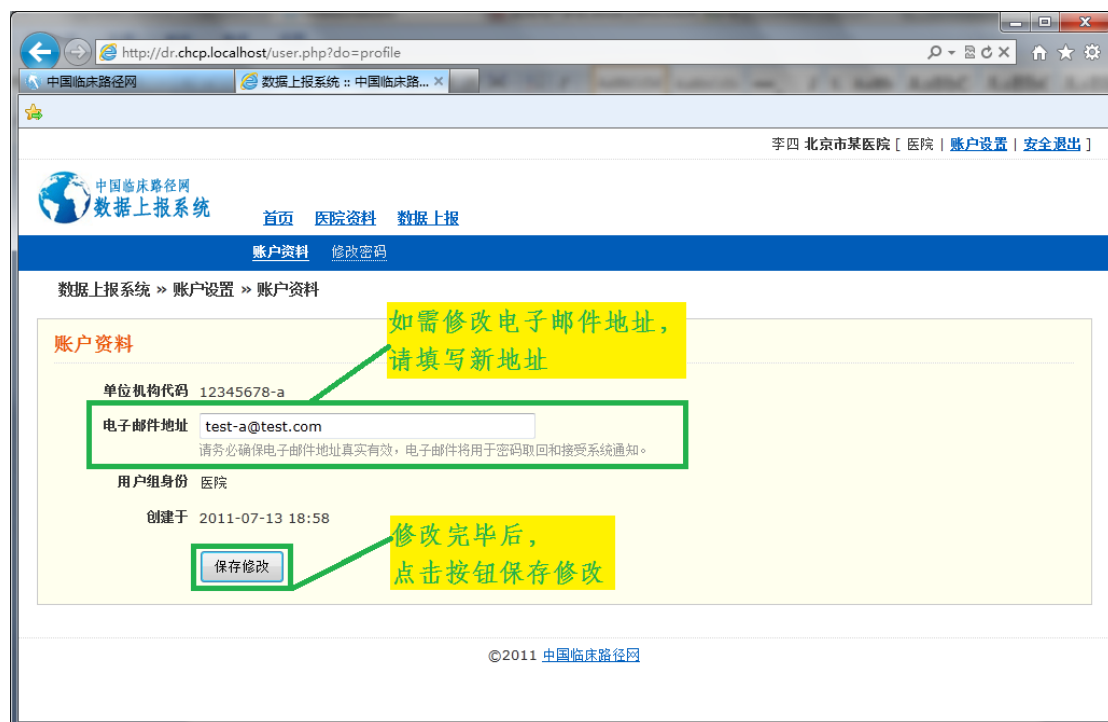 http://dr.chcp.localhost/user.php?do=profile
中国临床路径网
数据上报系统 :: 中国临床路...
李四 北京市某医院 [ 医院 | 账户设置 | 安全退出 ]
中国临床路径网
数据上报系统
首页 医院资料 数据上报
账户资料 修改密码
数据上报系统 » 账户设置 » 账户资料
如需修改电子邮件地址,
请填写新地址
账户资料
单位机构代码 12345678-a
电子邮件地址 test-a@test.com
请务必确保电子邮件地址真实有效，电子邮件将用于密码取回和接受系统通知。
用户组身份 医院
创建于 2011-07-13 18:58
修改完毕后,
点击按钮保存修改
保存修改
©2011 中国临床路径网